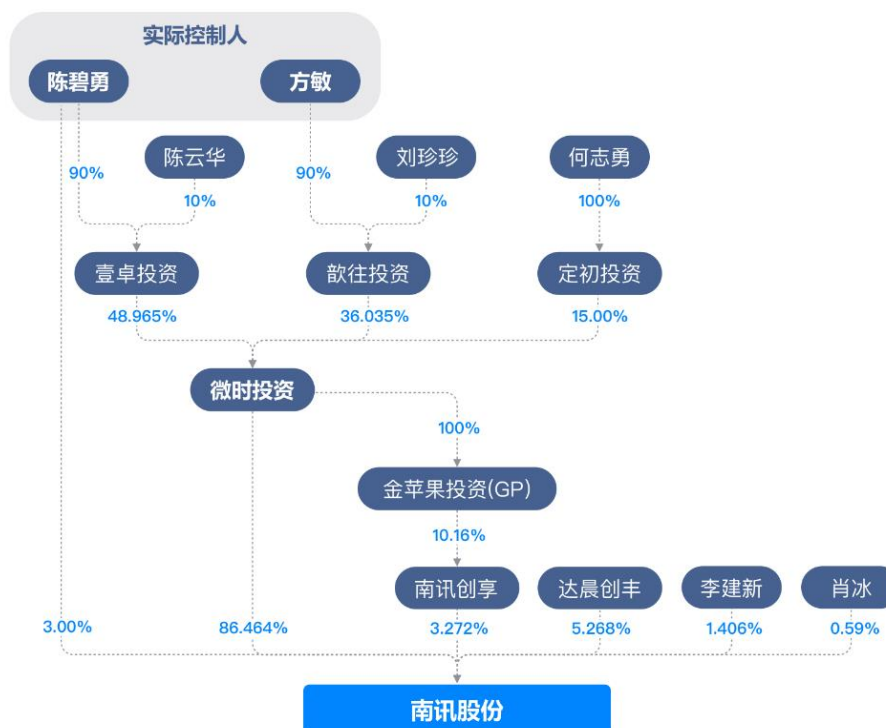 实际控制人
陈碧勇
方敏
陈云华
刘珍珍
何志勇
90%
10%
90%
10%
100%
壹卓投资
歆往投资
定初投资
48.965%
36.035%
15.00%
微时投资
100%
金苹果投资(GP)
10.16%
南讯创享
达晨创丰
李建新
肖冰
3.00%
86.464%
3.272%
5.268%
1.406%
0.59%
南讯股份